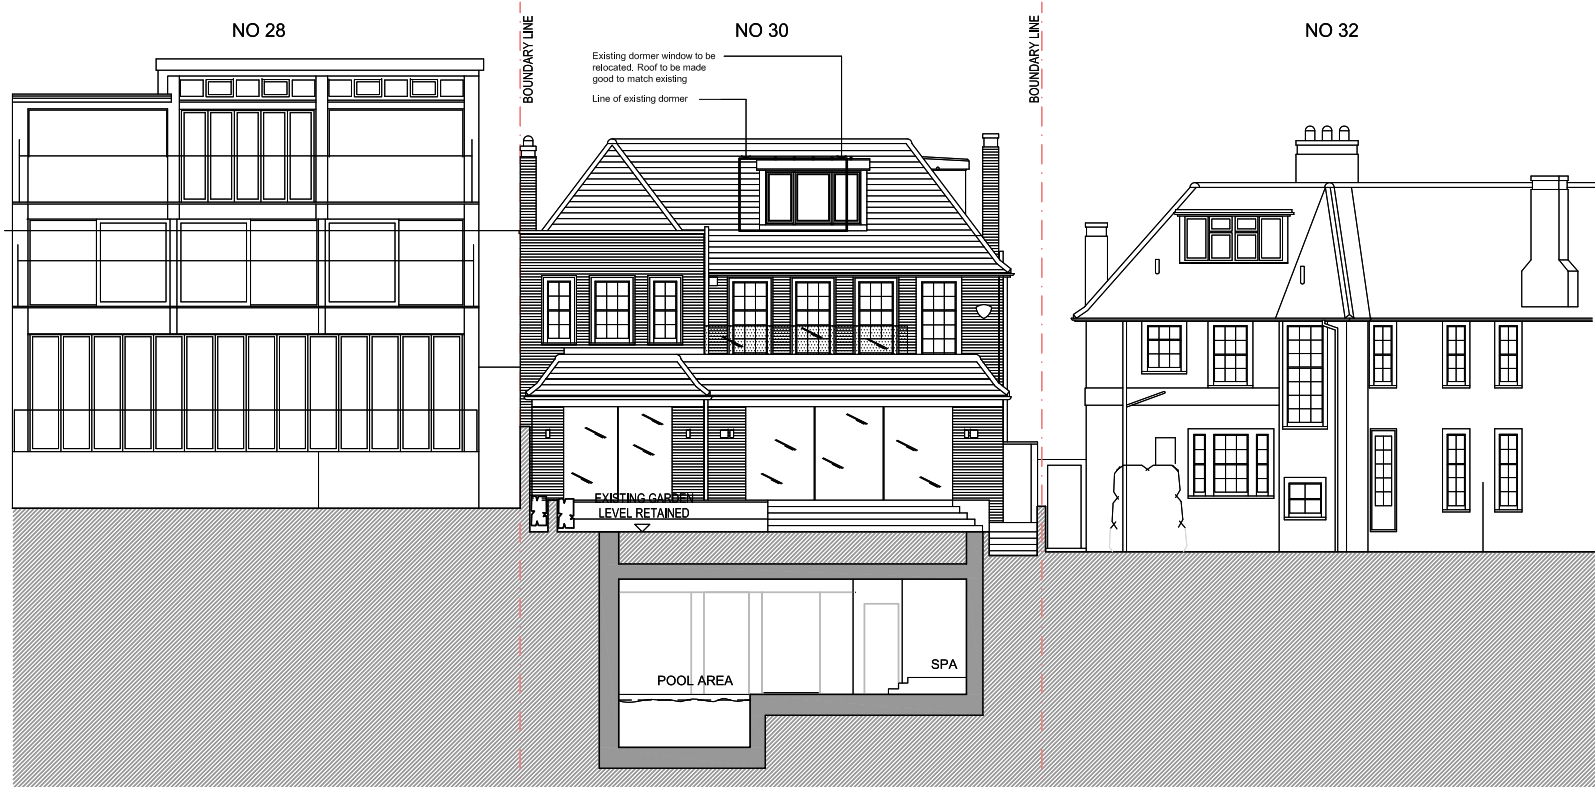 NO 28
NO 30
NO 32
BOUNDARY LINE
BOUNDARY LINE
Existing dormer window to be
relocated. Roof to be made
good to match existing
Line of existing dormer
EXISTING GARDEN
LEVEL RETAINED
SPA
POOL AREA